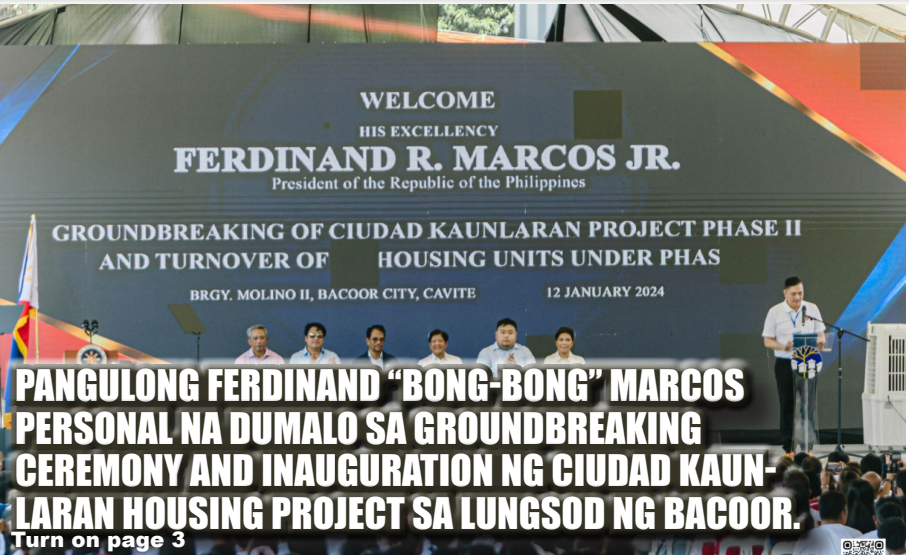 WELCOME
HIS EXCELLENCY
FERDINAND R. MARCOS JR.
President of the Republic of the Philippines
GROUNDBREAKING OF CIUDAD KAUNLARAN PROJECT PHASE II
AND TURNOVER OF HOUSING UNITS UNDER PHAS
BRGY. MOLINO II, BACOOR CITY, CAVITE 12 JANUARY 2024
PANGULONG FERDINAND “BONG-BONG” MARCOS
PERSONAL NA DUMALO SA GROUNDBREAKING
CEREMONY AND INAUGURATION NG CIUDAD KAUN-
LARAN HOUSING PROJECT SA LUNGSOD NG BACOOR.
Turn on page 3